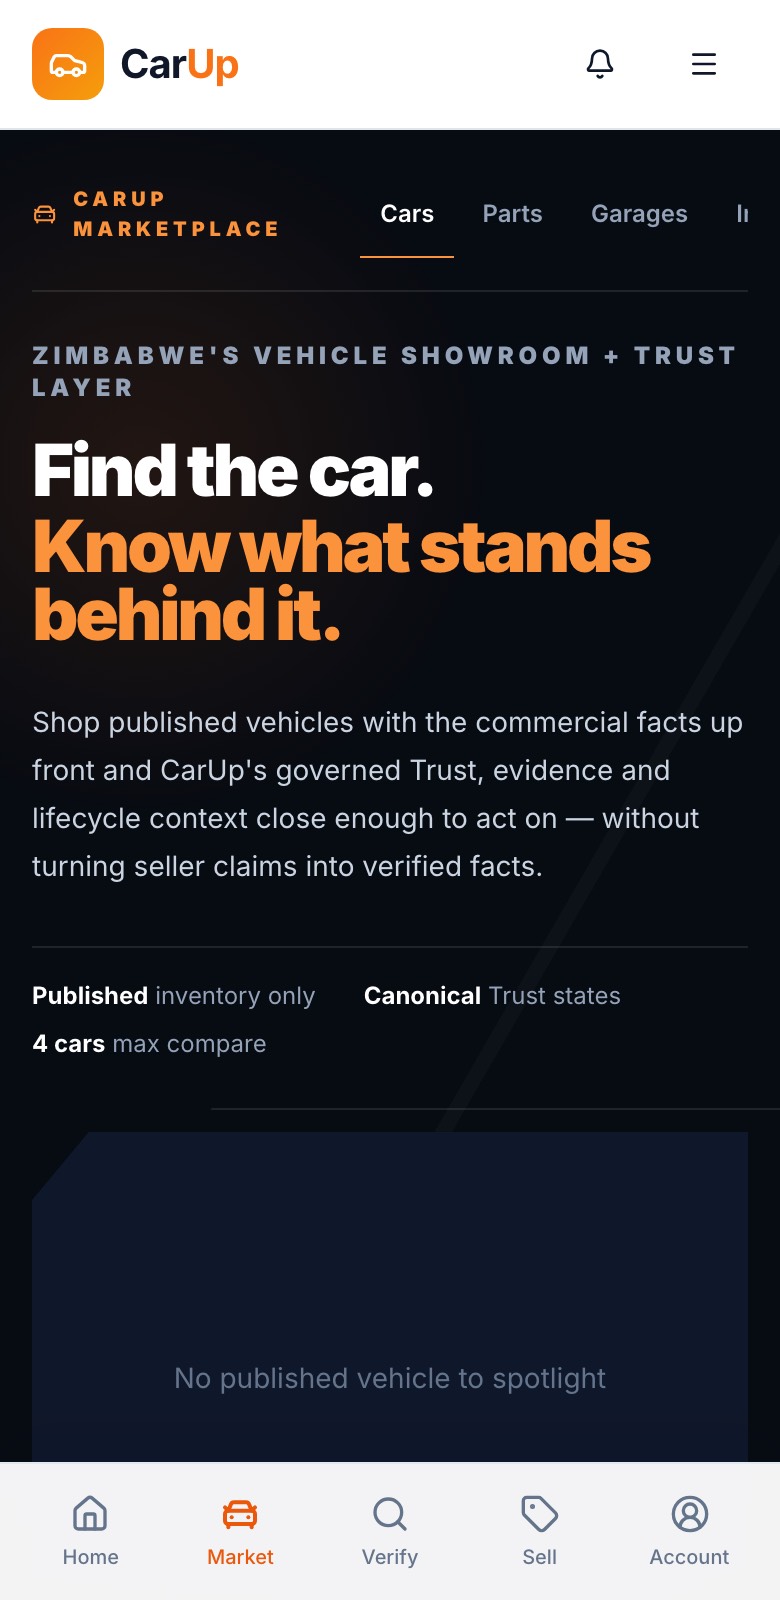 CarUp
CARUP
MARKETPLACE
Cars
Parts
Garages
ZIMBABWE'S VEHICLE SHOWROOM + TRUST
LAYER
Find the car.
Know what stands
behind it.
Shop published vehicles with the commercial facts up
front and CarUp's governed Trust, evidence and
lifecycle context close enough to act on — without
turning seller claims into verified facts.
Published inventory only
Canonical Trust states
4 cars max compare
No published vehicle to spotlight
Home
Market
Verify
Sell
Account